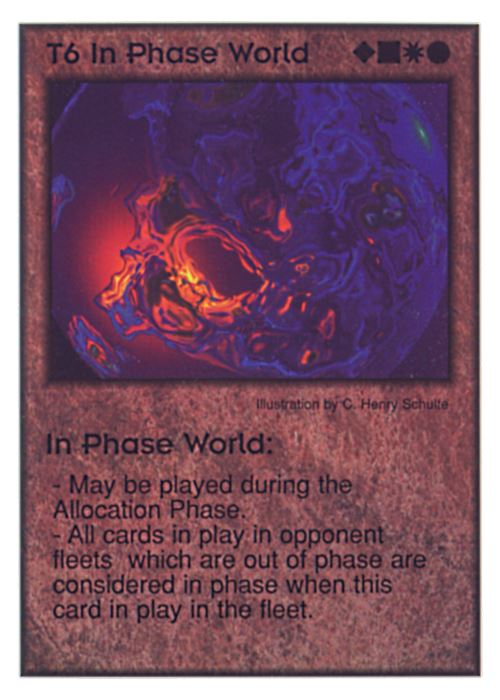 T6 In Phase World
Illustration by C. Henry Schulte
In Phase World:
- May be played during the
Allocation Phase.
- All cards in play in opponent
fleets which are out of phase are
considered in phase when this
card in play in the fleet.